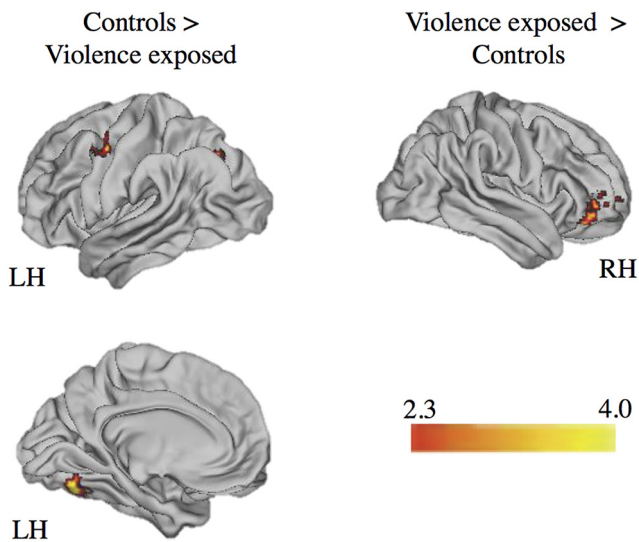 Controls >
Violence exposed
Violence exposed >
Controls
LH
RH
2.3 4.0
LH